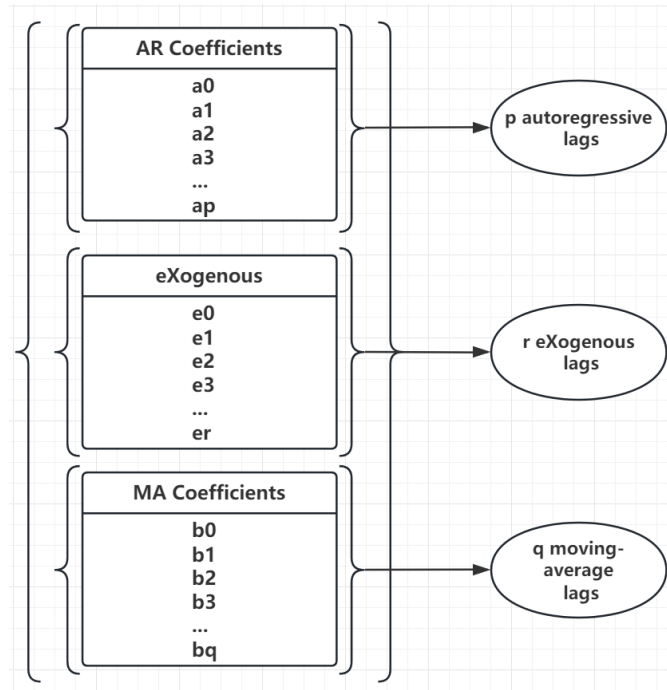 AR Coefficients
a0
a1
a2
a3
...
ap
p autoregressive
lags
eXogenous
e0
e1
e2
e3
...
er
r eXogenous
lags
MA Coefficients
b0
b1
b2
b3
...
bq
q moving-
average
lags